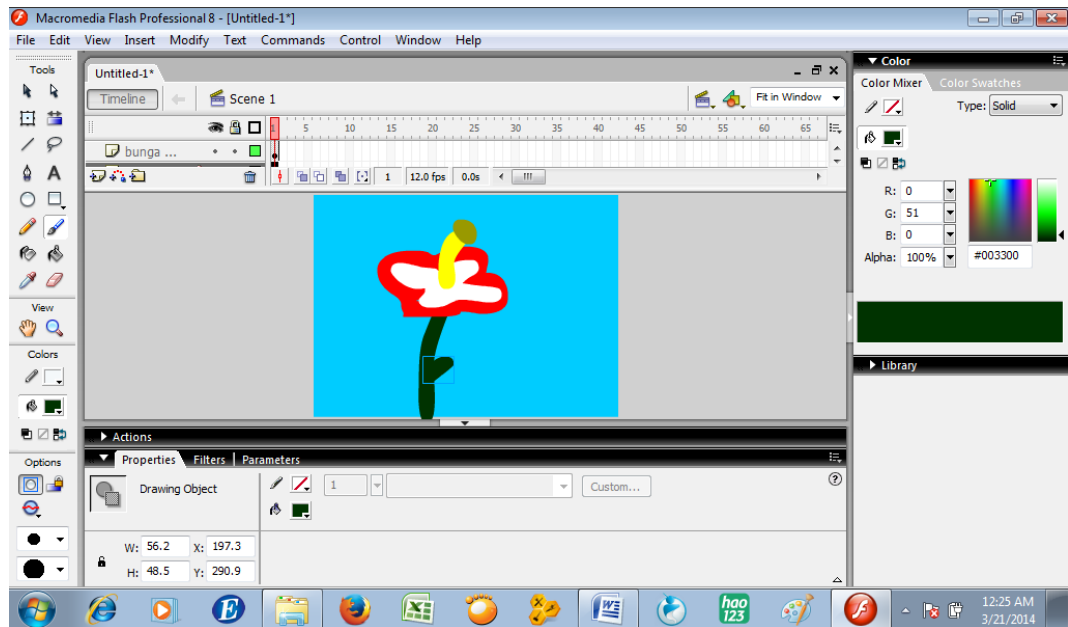 Macromedia Flash Professional 8 - [Untitled-1*]
File Edit View Insert Modify Text Commands Control Window Help
Tools
View
Colors
Options
Untitled-1*
Timeline
Scene 1
Fit in Window
1 5 10 15 20 25 30 35 40 45 50 55 60 65
bunga ...
1 12.0 fps 0.0s
Actions
Properties Filters Parameters
Drawing Object
1
Custom...
W: 56.2 X: 197.3
H: 48.5 Y: 290.9
Color
Color Mixer Color Swatches
Type: Solid
R: 0
G: 51
B: 0
Alpha: 100% #003300
Library
hao
123
12:25 AM
3/21/2014